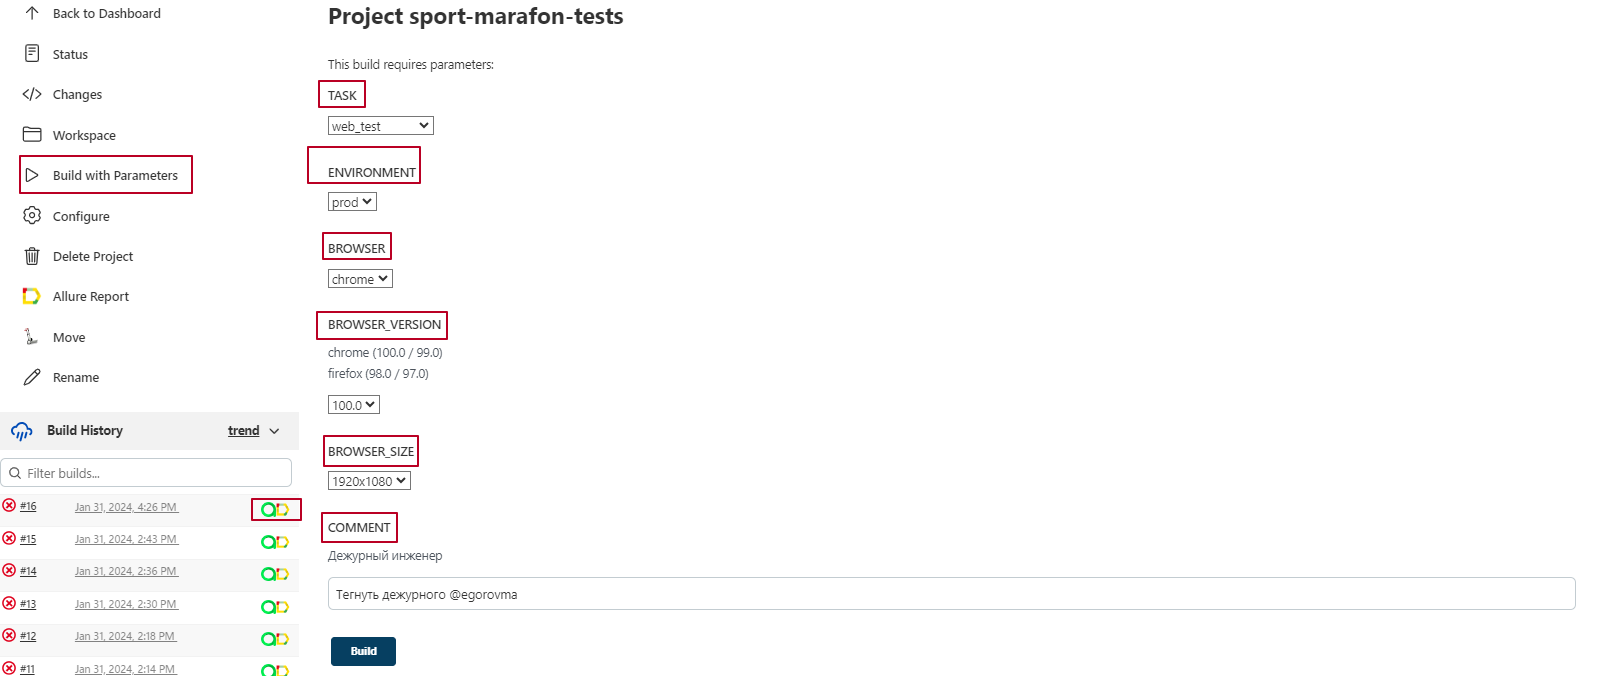 Back to Dashboard
Status
Changes
Workspace
Build with Parameters
Configure
Delete Project
Allure Report
Move
Rename
Build History
trend
Filter builds...
#16 Jan 31, 2024, 4:26 PM
#15 Jan 31, 2024, 2:43 PM
#14 Jan 31, 2024, 2:36 PM
#13 Jan 31, 2024, 2:30 PM
#12 Jan 31, 2024, 2:18 PM
#11 Jan 31, 2024, 2:14 PM
Project sport-marafon-tests
This build requires parameters:
TASK
web_test
ENVIRONMENT
prod
BROWSER
chrome
BROWSER_VERSION
chrome (100.0 / 99.0)
firefox (98.0 / 97.0)
100.0
BROWSER_SIZE
1920x1080
COMMENT
Дежурный инженер
Тегнуть дежурного @egorovma
Build